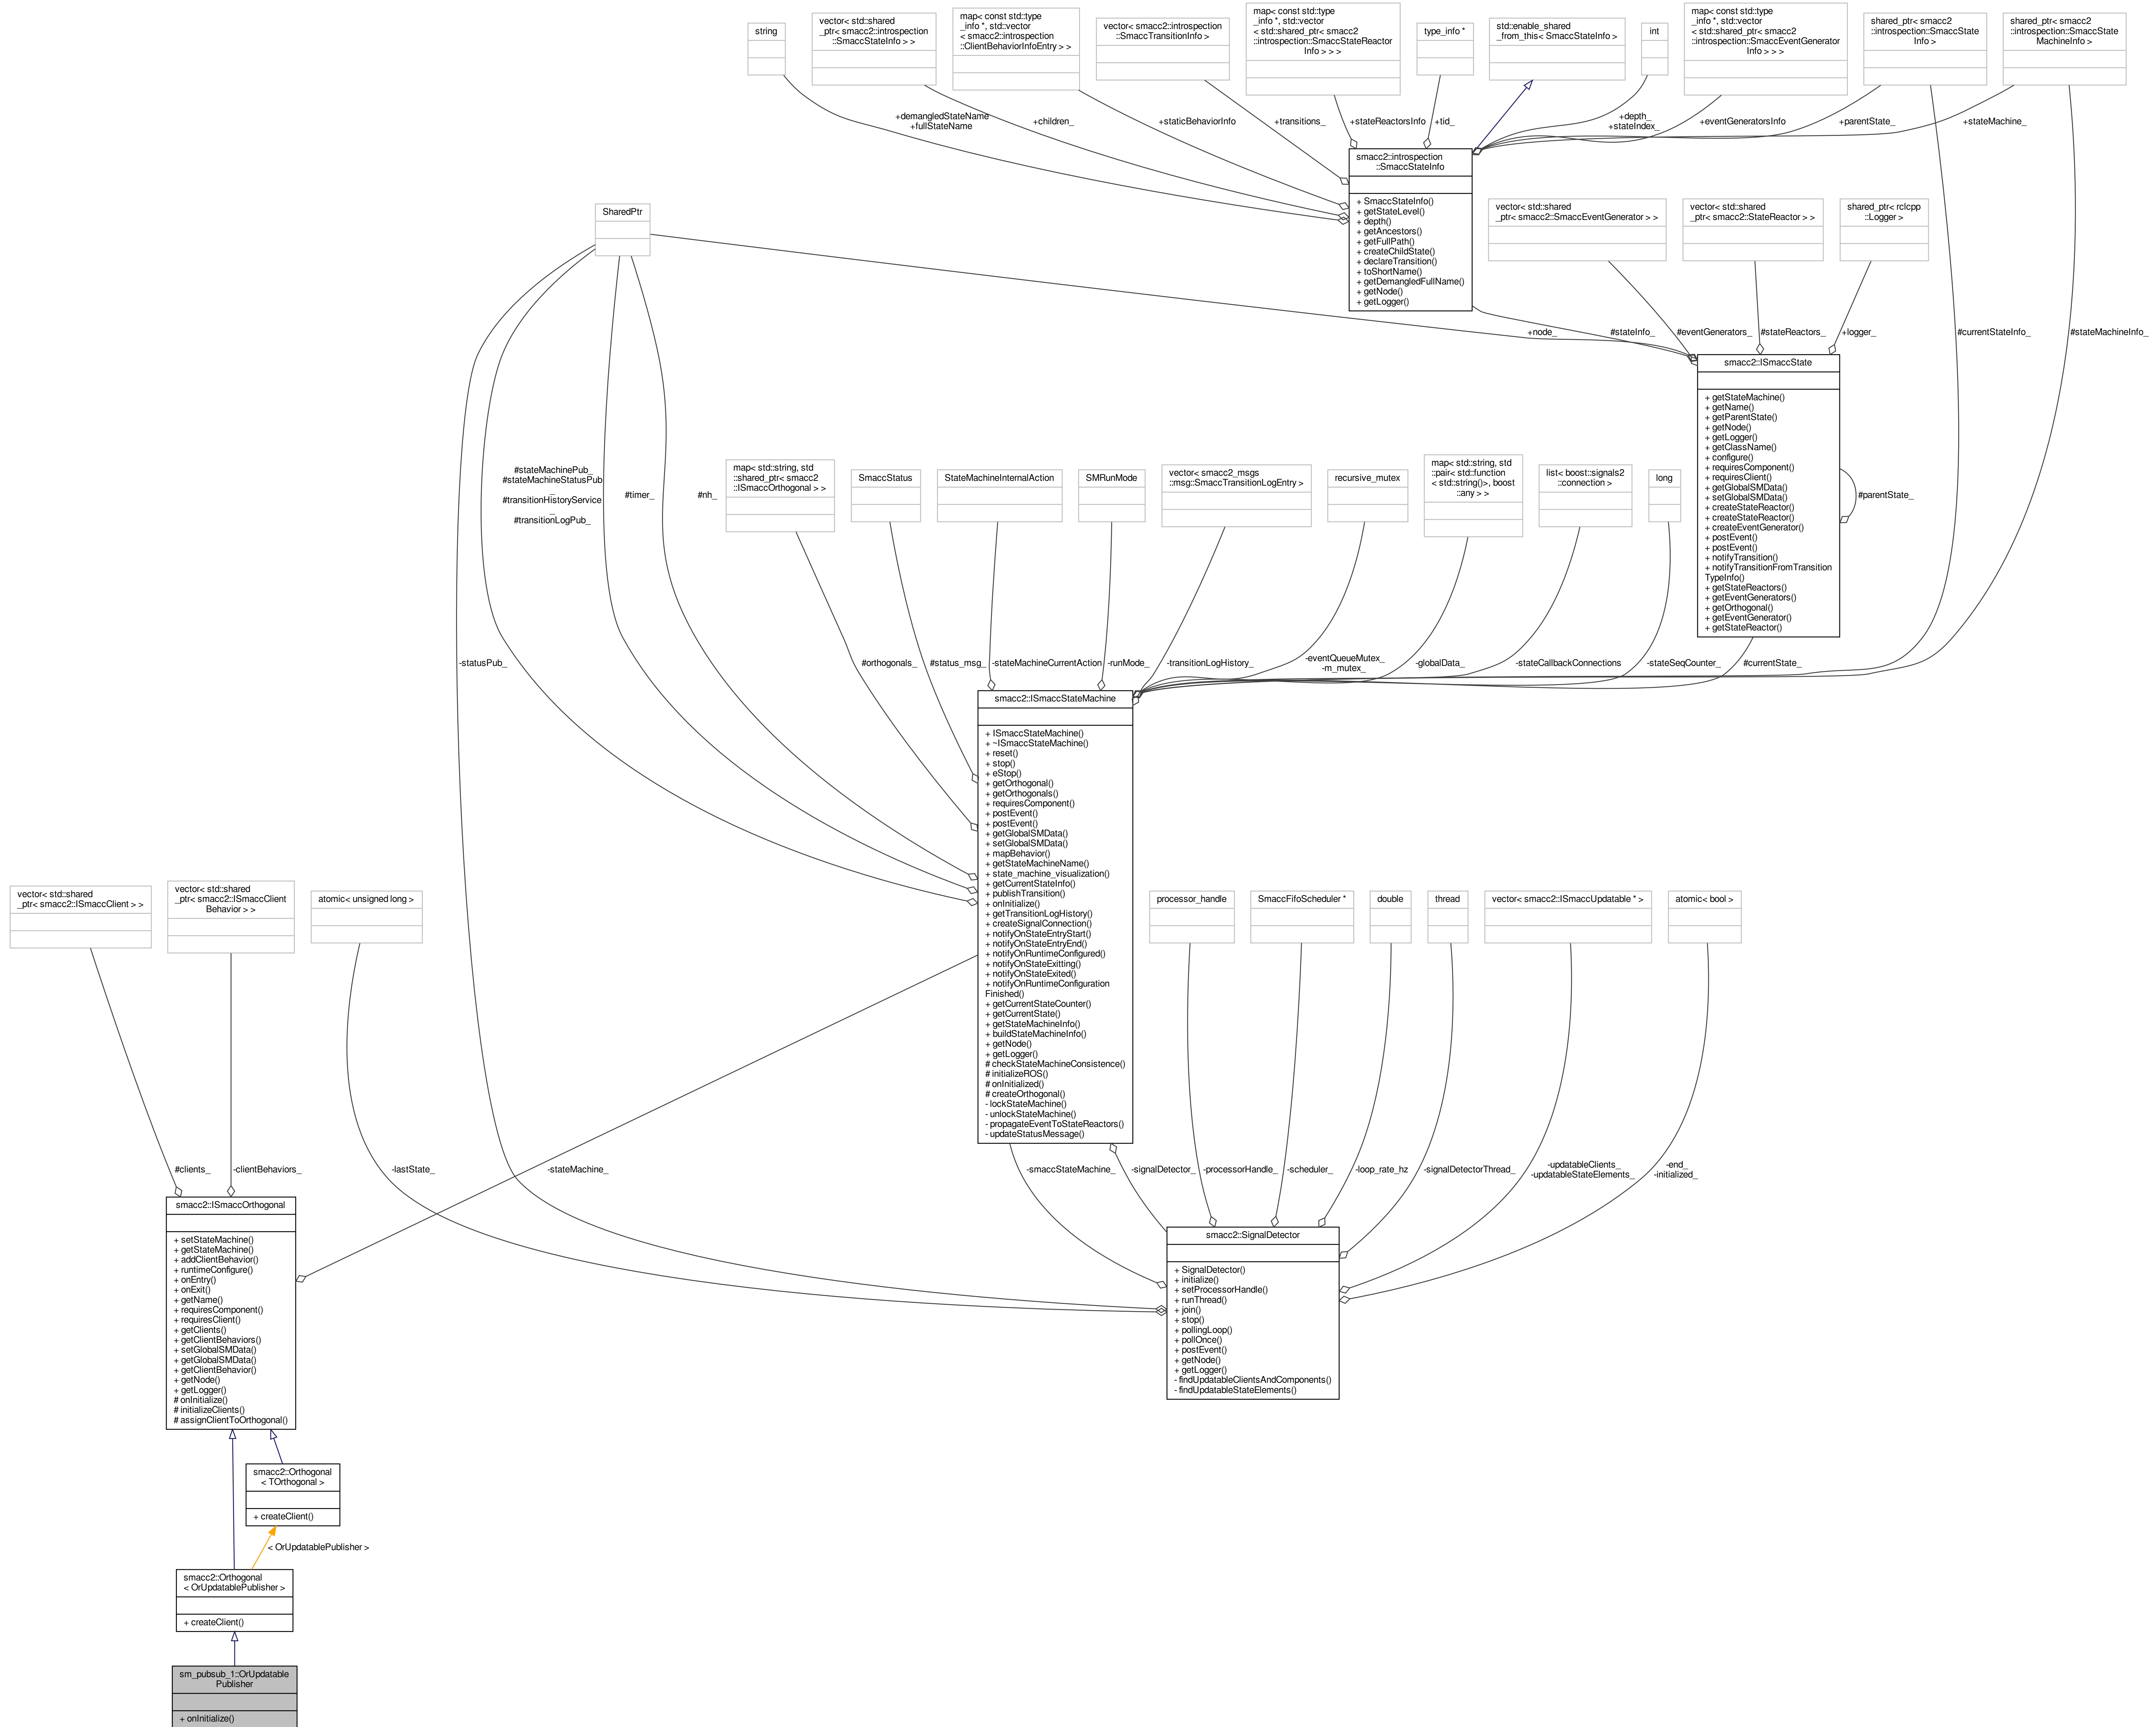 string
vector< std::shared
_ptr< smacc2::introspection
::SmaccStateInfo > >
map< const std::type
_info *, std::vector
< smacc2::introspection
::ClientBehaviorInfoEntry > >
vector< smacc2::introspection
::SmaccTransitionInfo >
map< const std::type
_info *, std::vector
< std::shared_ptr< smacc2
::introspection::SmaccStateReactor
Info > > >
type_info *
std::enable_shared
_from_this< SmaccStateInfo >
int
map< const std::type
_info *, std::vector
< std::shared_ptr< smacc2
::introspection::SmaccEventGenerator
Info > > >
shared_ptr< smacc2
::introspection::SmaccState
Info >
shared_ptr< smacc2
::introspection::SmaccState
MachineInfo >
+demangledStateName
+fullStateName
+children_
+staticBehaviorInfo
+transitions_
+stateReactorsInfo
+tid_
+depth_
+stateIndex_
+eventGeneratorsInfo
+parentState_
+stateMachine_
smacc2::introspection
::SmaccStateInfo
+ SmaccStateInfo()
+ getStateLevel()
+ depth()
+ getAncestors()
+ getFullPath()
+ createChildState()
+ declareTransition()
+ toShortName()
+ getDemangledFullName()
+ getNode()
+ getLogger()
SharedPtr
vector< std::shared
_ptr< smacc2::SmaccEventGenerator > >
vector< std::shared
_ptr< smacc2::StateReactor > >
shared_ptr< rclcpp
::Logger >
+node_
#stateInfo_
#eventGenerators_
#stateReactors_
+logger_
#currentStateInfo_
#stateMachineInfo_
smacc2::ISmaccState
+ getStateMachine()
+ getName()
+ getParentState()
+ getNode()
+ getLogger()
+ getClassName()
+ configure()
+ requiresComponent()
+ requiresClient()
+ getGlobalSMData()
+ setGlobalSMData()
+ createStateReactor()
+ createStateReactor()
+ createEventGenerator()
+ postEvent()
+ postEvent()
+ notifyTransition()
+ notifyTransitionFromTransition
TypeInfo()
+ getStateReactors()
+ getEventGenerators()
+ getOrthogonal()
+ getEventGenerator()
+ getStateReactor()
#parentState_
#stateMachinePub_
#stateMachineStatusPub
_
#transitionHistoryService
_
#transitionLogPub_
#timer_
#nh_
map< std::string, std
::shared_ptr< smacc2
::ISmaccOrthogonal > >
SmaccStatus
StateMachineInternalAction
SMRunMode
vector< smacc2_msgs
::msg::SmaccTransitionLogEntry >
recursive_mutex
map< std::string, std
::pair< std::function
< std::string()>, boost
::any > >
list< boost::signals2
::connection >
long
-statusPub_
#orthogonals_
#status_msg_
-stateMachineCurrentAction
-runMode_
-transitionLogHistory_
-eventQueueMutex_
-m_mutex_
-globalData_
-stateCallbackConnections
-stateSeqCounter_
#currentState_
smacc2::ISmaccStateMachine
+ ISmaccStateMachine()
+ ~ISmaccStateMachine()
+ reset()
+ stop()
+ eStop()
+ getOrthogonal()
+ getOrthogonals()
+ requiresComponent()
+ postEvent()
+ postEvent()
+ getGlobalSMData()
+ setGlobalSMData()
+ mapBehavior()
+ getStateMachineName()
+ state_machine_visualization()
+ getCurrentStateInfo()
+ publishTransition()
+ onInitialize()
+ getTransitionLogHistory()
+ createSignalConnection()
+ notifyOnStateEntryStart()
+ notifyOnStateEntryEnd()
+ notifyOnRuntimeConfigured()
+ notifyOnStateExitting()
+ notifyOnStateExited()
+ notifyOnRuntimeConfiguration
Finished()
+ getCurrentStateCounter()
+ getCurrentState()
+ getStateMachineInfo()
+ buildStateMachineInfo()
+ getNode()
+ getLogger()
# checkStateMachineConsistence()
# initializeROS()
# onInitialized()
# createOrthogonal()
- lockStateMachine()
- unlockStateMachine()
- propagateEventToStateReactors()
- updateStatusMessage()
vector< std::shared
_ptr< smacc2::ISmaccClient > >
vector< std::shared
_ptr< smacc2::ISmaccClient
Behavior > >
atomic< unsigned long >
processor_handle
SmaccFifoScheduler *
double
thread
vector< smacc2::ISmaccUpdatable * >
atomic< bool >
#clients_
-clientBehaviors_
-lastState_
-stateMachine_
-smaccStateMachine_
-signalDetector_
-processorHandle_
-scheduler_
-loop_rate_hz
-signalDetectorThread_
-updatableClients_
-updatableStateElements_
-end_
-initialized_
smacc2::ISmaccOrthogonal
+ setStateMachine()
+ getStateMachine()
+ addClientBehavior()
+ runtimeConfigure()
+ onEntry()
+ onExit()
+ getName()
+ requiresComponent()
+ requiresClient()
+ getClients()
+ getClientBehaviors()
+ setGlobalSMData()
+ getGlobalSMData()
+ getClientBehavior()
+ getNode()
+ getLogger()
# onInitialize()
# initializeClients()
# assignClientToOrthogonal()
smacc2::SignalDetector
+ SignalDetector()
+ initialize()
+ setProcessorHandle()
+ runThread()
+ join()
+ stop()
+ pollingLoop()
+ pollOnce()
+ postEvent()
+ getNode()
+ getLogger()
- findUpdatableClientsAndComponents()
- findUpdatableStateElements()
smacc2::Orthogonal
< TOrthogonal >
+ createClient()
< OrUpdatablePublisher >
smacc2::Orthogonal
< OrUpdatablePublisher >
+ createClient()
sm_pubsub_1::OrUpdatable
Publisher
+ onInitialize()